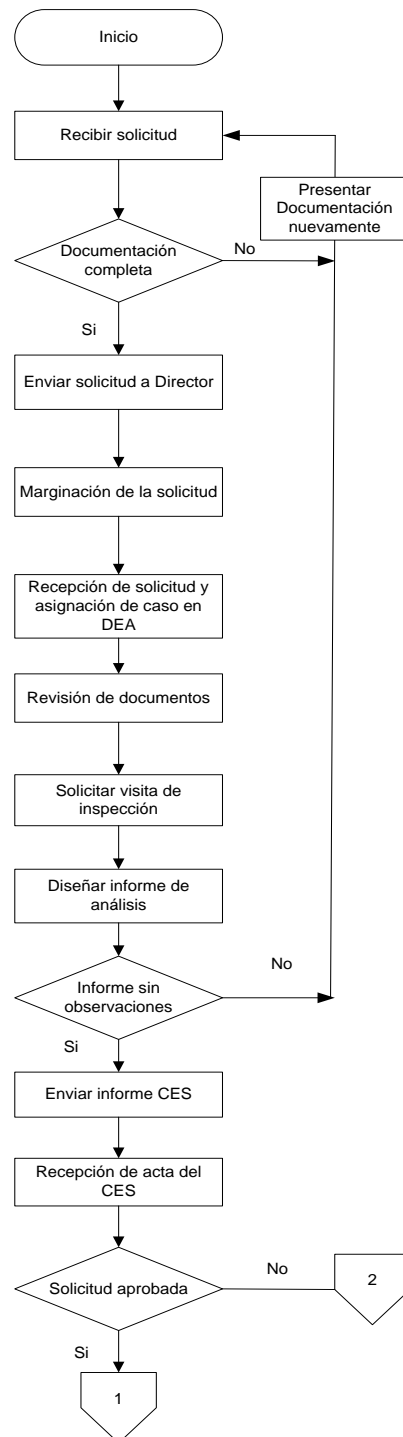 Inicio
Recibir solicitud
Presentar
Documentación
nuevamente
Documentación
completa
No
Si
Enviar solicitud a Director
Marginación de la solicitud
Recepción de solicitud y
asignación de caso en
DEA
Revisión de documentos
Solicitar visita de
inspección
Diseñar informe de
análisis
Informe sin
observaciones
No
Si
Enviar informe CES
Recepción de acta del
CES
Solicitud aprobada
No
2
Si
1